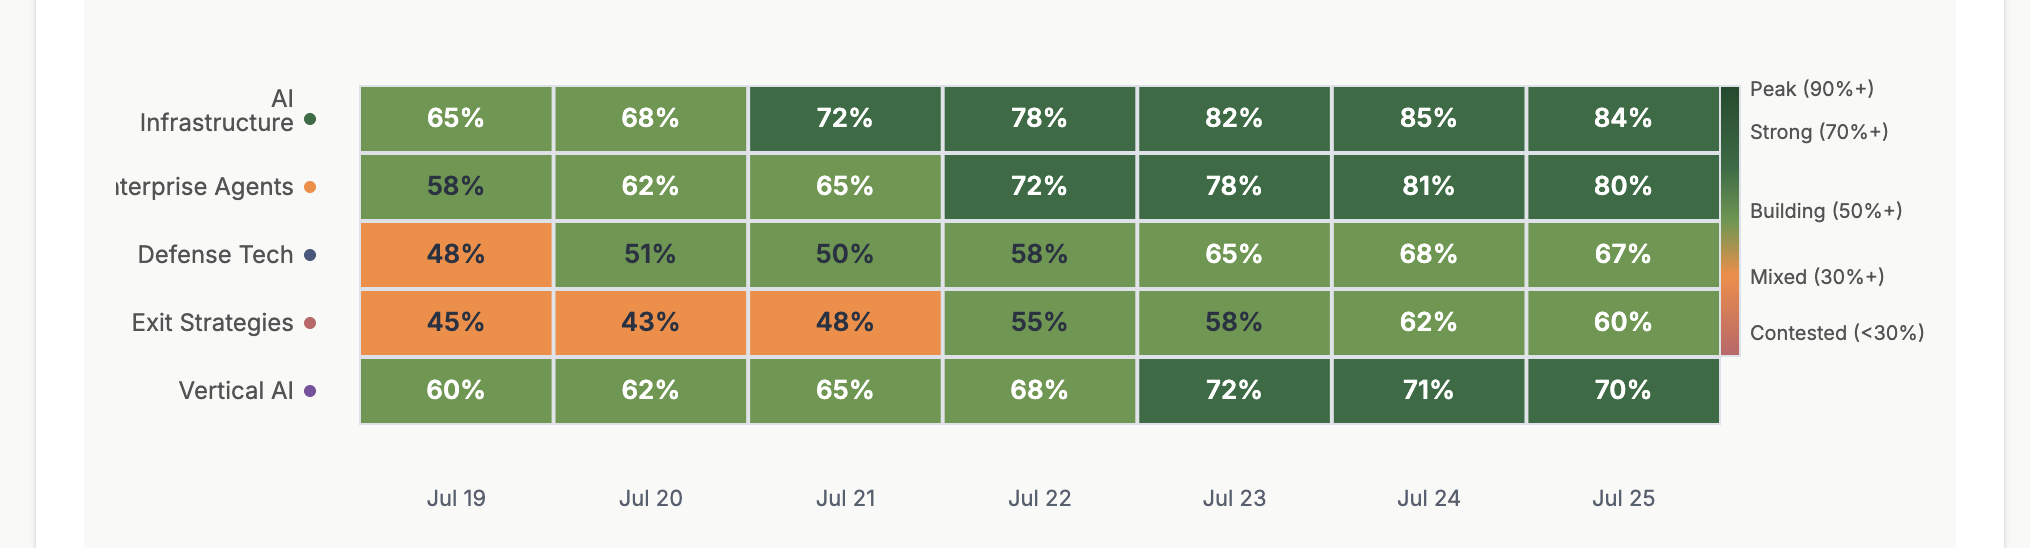 AI
Infrastructure
65% 68% 72% 78% 82% 85% 84%
Peak (90%+)
Strong (70%+)
nterprise Agents
58% 62% 65% 72% 78% 81% 80%
Building (50%+)
Defense Tech
48% 51% 50% 58% 65% 68% 67%
Mixed (30%+)
Exit Strategies
45% 43% 48% 55% 58% 62% 60%
Contested (<30%)
Vertical AI
60% 62% 65% 68% 72% 71% 70%
Jul 19 Jul 20 Jul 21 Jul 22 Jul 23 Jul 24 Jul 25